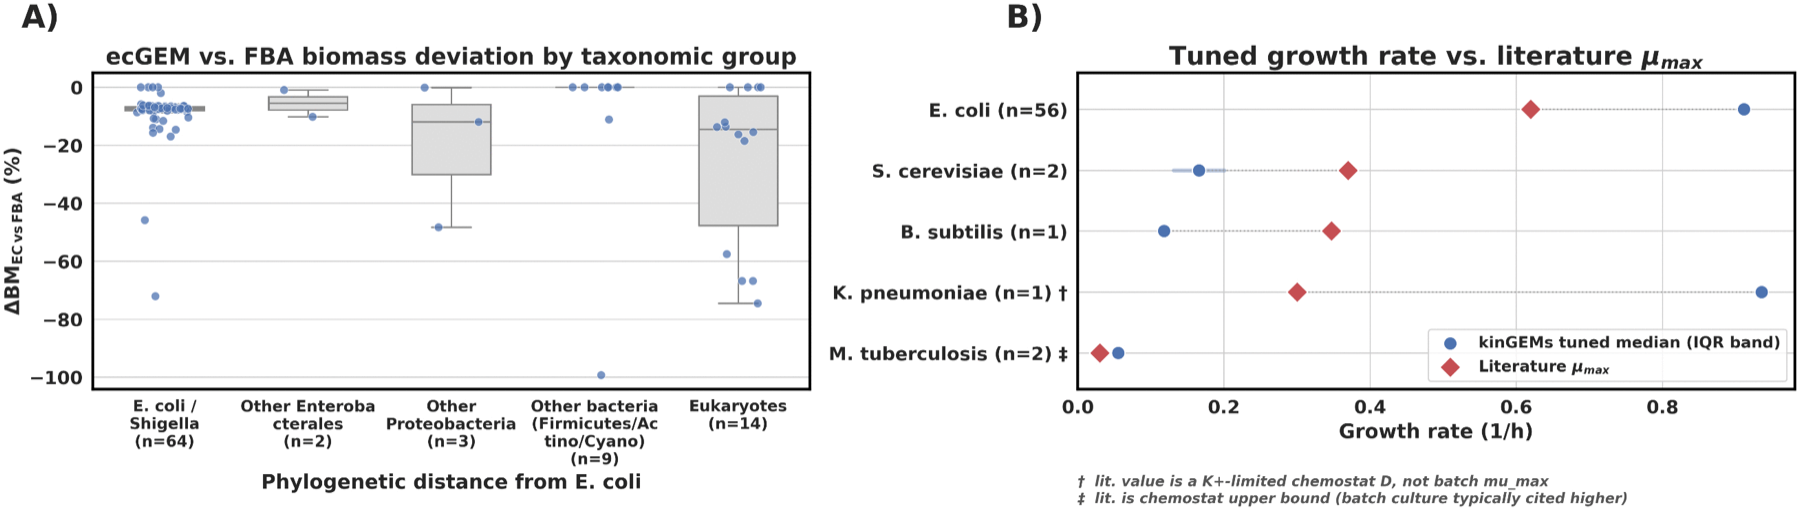 A)
ecGEM vs. FBA biomass deviation by taxonomic group
ΔBM_EC vs FBA (%)
0
−20
−40
−60
−80
−100
E. coli /
Shigella
(n=64)
Other Enteroba
cterales
(n=2)
Other
Proteobacteria
(n=3)
Other bacteria
(Firmicutes/Ac
tino/Cyano)
(n=9)
Eukaryotes
(n=14)
Phylogenetic distance from E. coli
B)
Tuned growth rate vs. literature μ_max
E. coli (n=56)
S. cerevisiae (n=2)
B. subtilis (n=1)
K. pneumoniae (n=1) †
M. tuberculosis (n=2) ‡
kinGEMs tuned median (IQR band)
Literature μ_max
0.0
0.2
0.4
0.6
0.8
Growth rate (1/h)
† lit. value is a K+-limited chemostat D, not batch mu_max
‡ lit. is chemostat upper bound (batch culture typically cited higher)